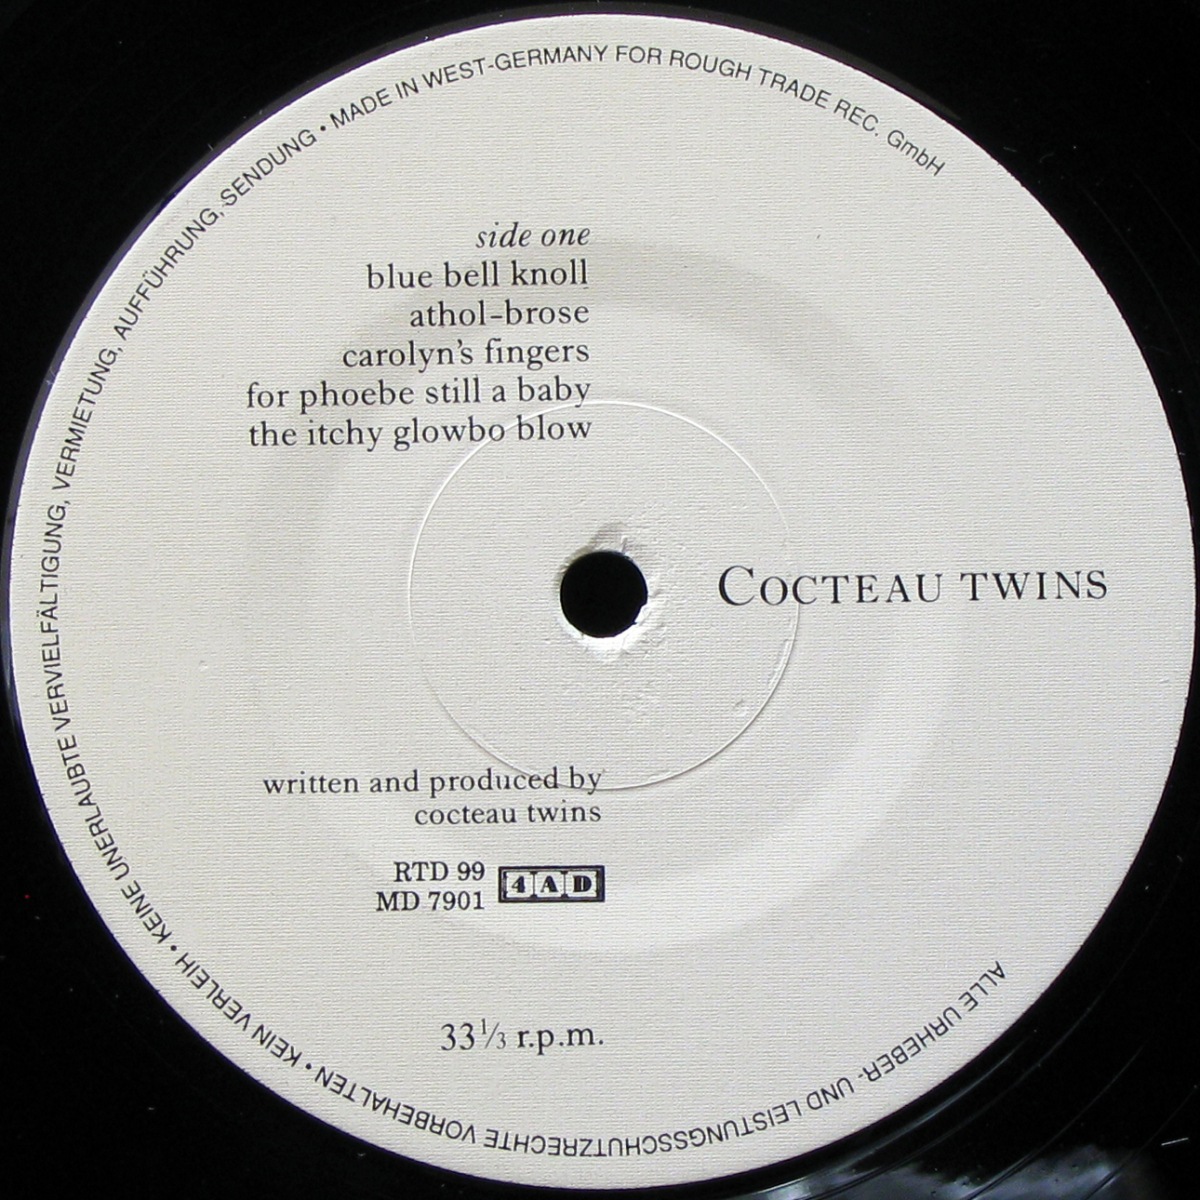 ALLE URHEBER- UND LEISTUNGSSCHUTZRECHTE VORBEHALTEN • KEIN VERLEIH • KEINE UNERLAUBTE VERVIELFÄLTIGUNG, VERMIETUNG, AUFFÜHRUNG, SENDUNG • MADE IN WEST-GERMANY FOR ROUGH TRADE REC. GmbH
side one
blue bell knoll
athol-brose
carolyn's fingers
for phoebe still a baby
the itchy glowbo blow
COCTEAU TWINS
written and produced by
cocteau twins
RTD 99
MD 7901
4AD
33⅓ r.p.m.